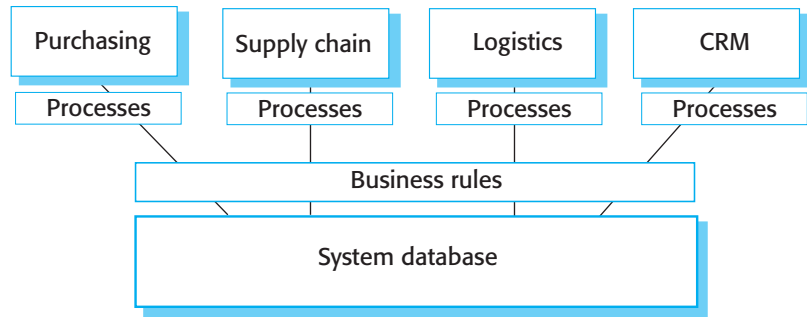 Purchasing
Supply chain
Logistics
CRM
Processes
Processes
Processes
Processes
Business rules
System database